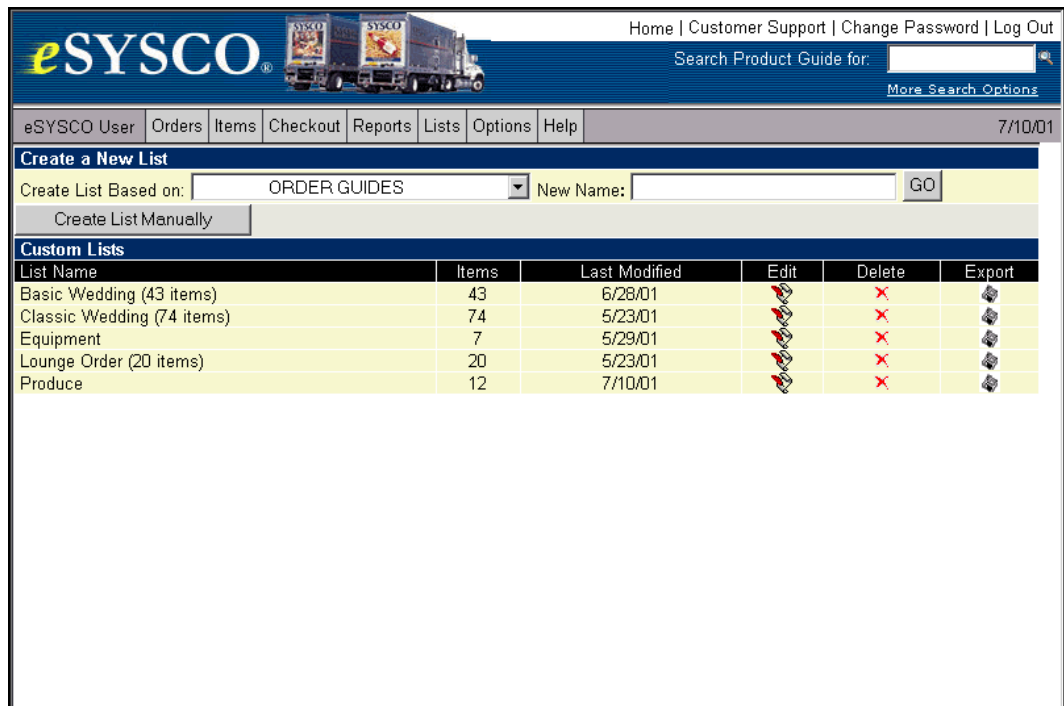 Home | Customer Support | Change Password | Log Out
eSYSCO®
SYSCO SYSCO
Search Product Guide for:
More Search Options
eSYSCO User Orders Items Checkout Reports Lists Options Help 7/10/01
Create a New List
Create List Based on: ORDER GUIDES New Name: GO
Create List Manually
Custom Lists
List Name Items Last Modified Edit Delete Export
Basic Wedding (43 items) 43 6/28/01
Classic Wedding (74 items) 74 5/23/01
Equipment 7 5/29/01
Lounge Order (20 items) 20 5/23/01
Produce 12 7/10/01